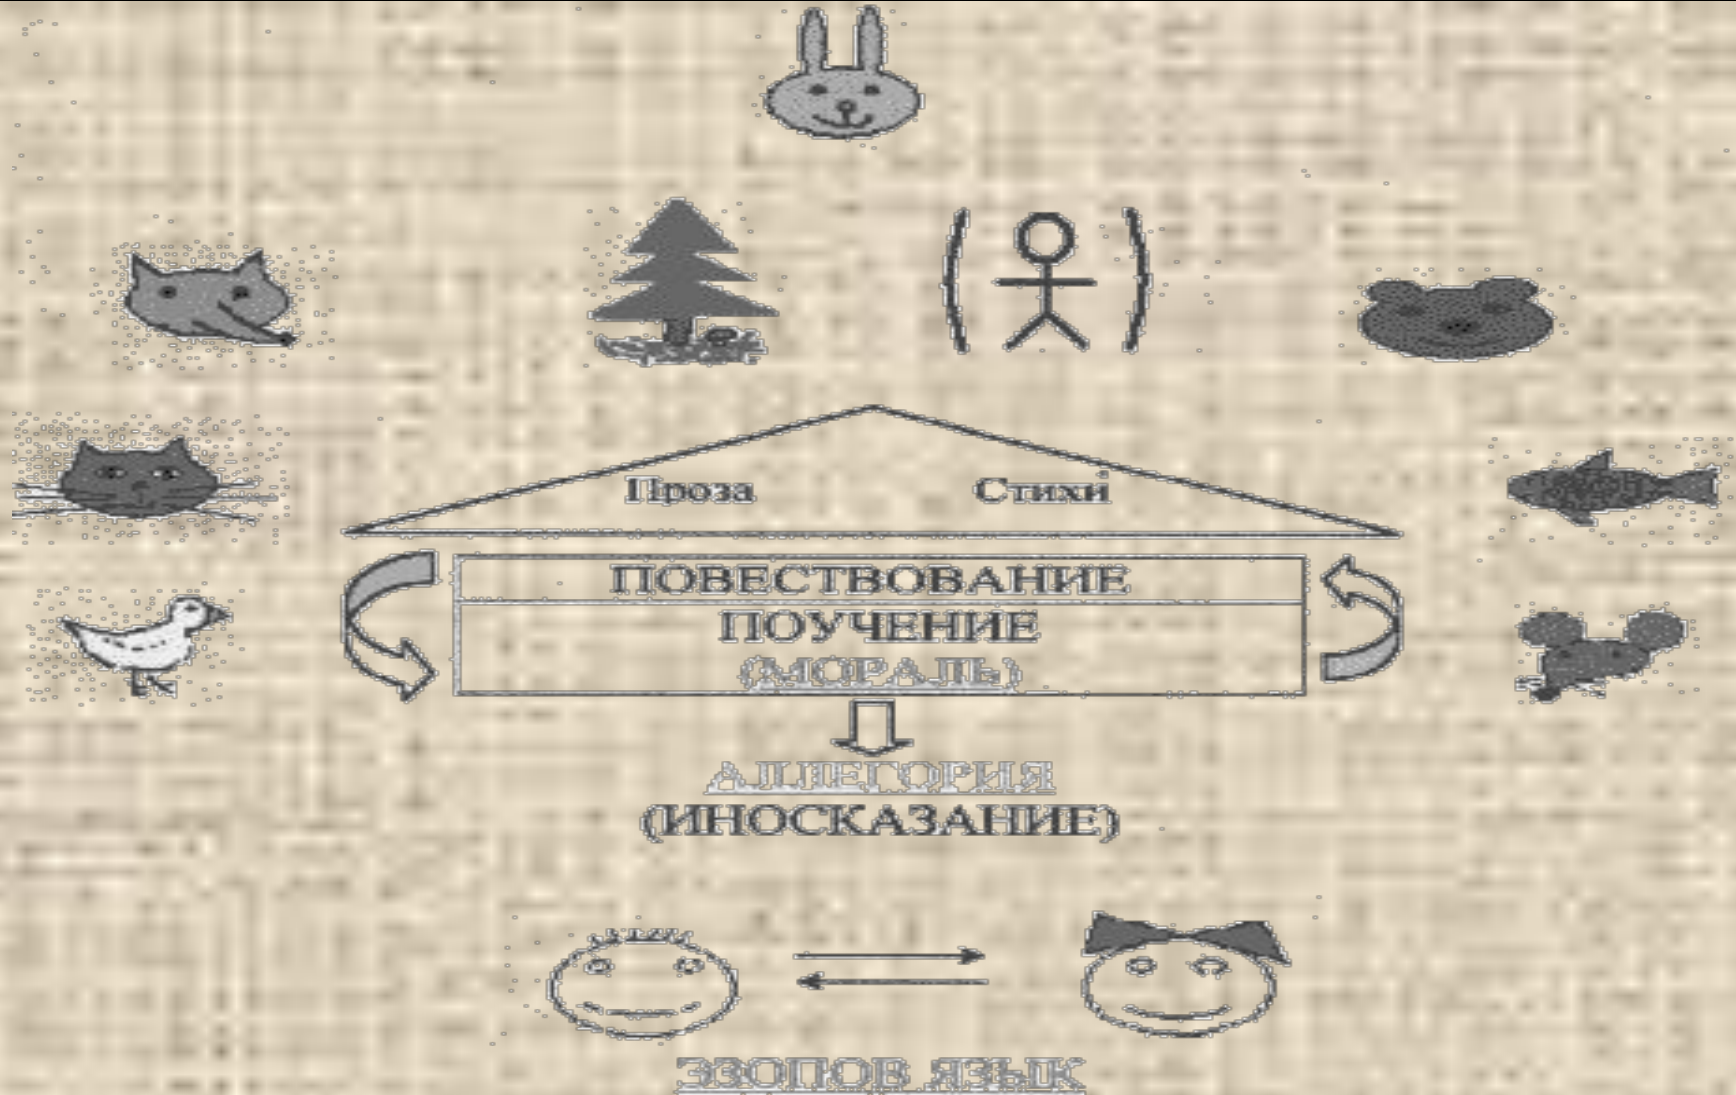 Проза Стихи
ПОВЕСТВОВАНИЕ
ПОУЧЕНИЕ
(МОРАЛЬ)
АЛЛЕГОРИЯ
(ИНОСКАЗАНИЕ)
ЭЗОПОВ ЯЗЫК